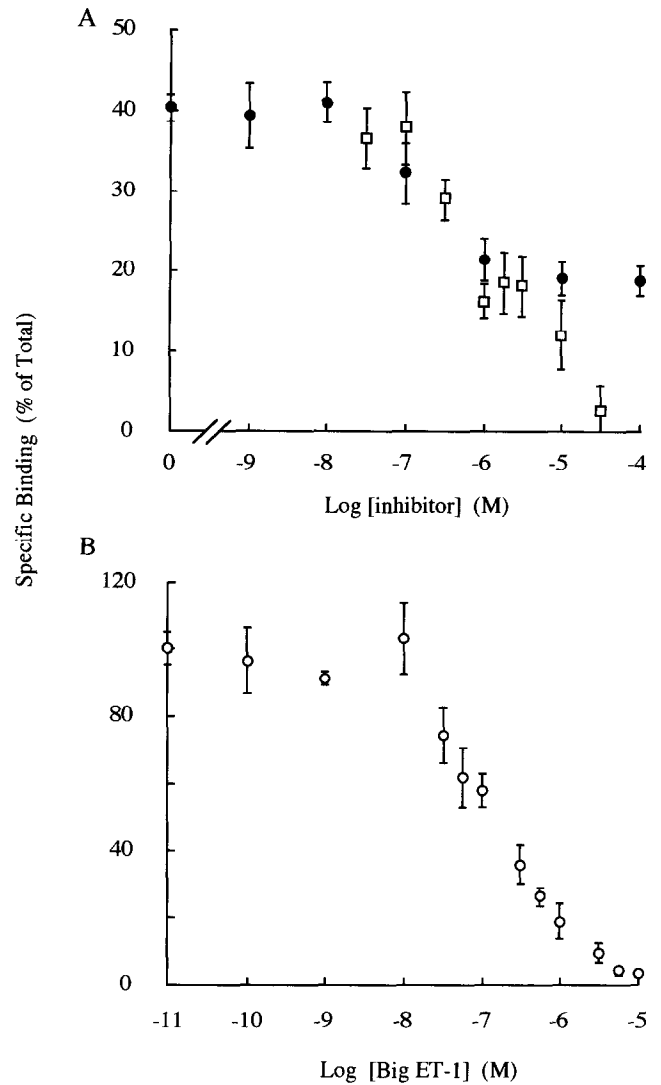 A
50
40
30
20
10
0
0 -9 -8 -7 -6 -5 -4
Log [inhibitor] (M)
Specific Binding (% of Total)
B
120
80
40
0
-11 -10 -9 -8 -7 -6 -5
Log [Big ET-1] (M)